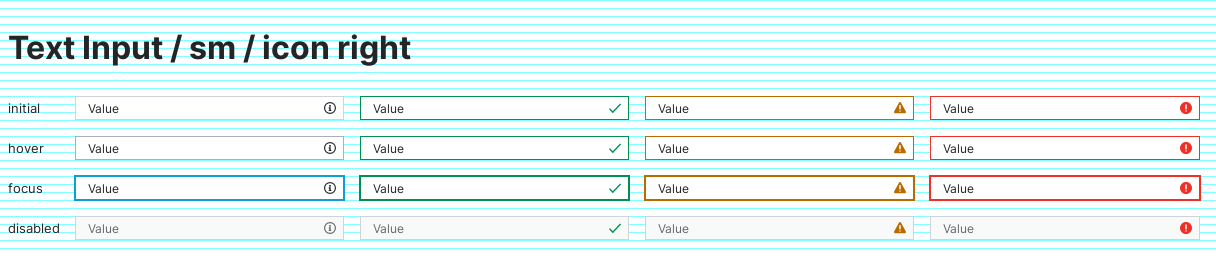 Text Input / sm / icon right
initial Value Value Value Value
hover Value Value Value Value
focus Value Value Value Value
disabled Value Value Value Value